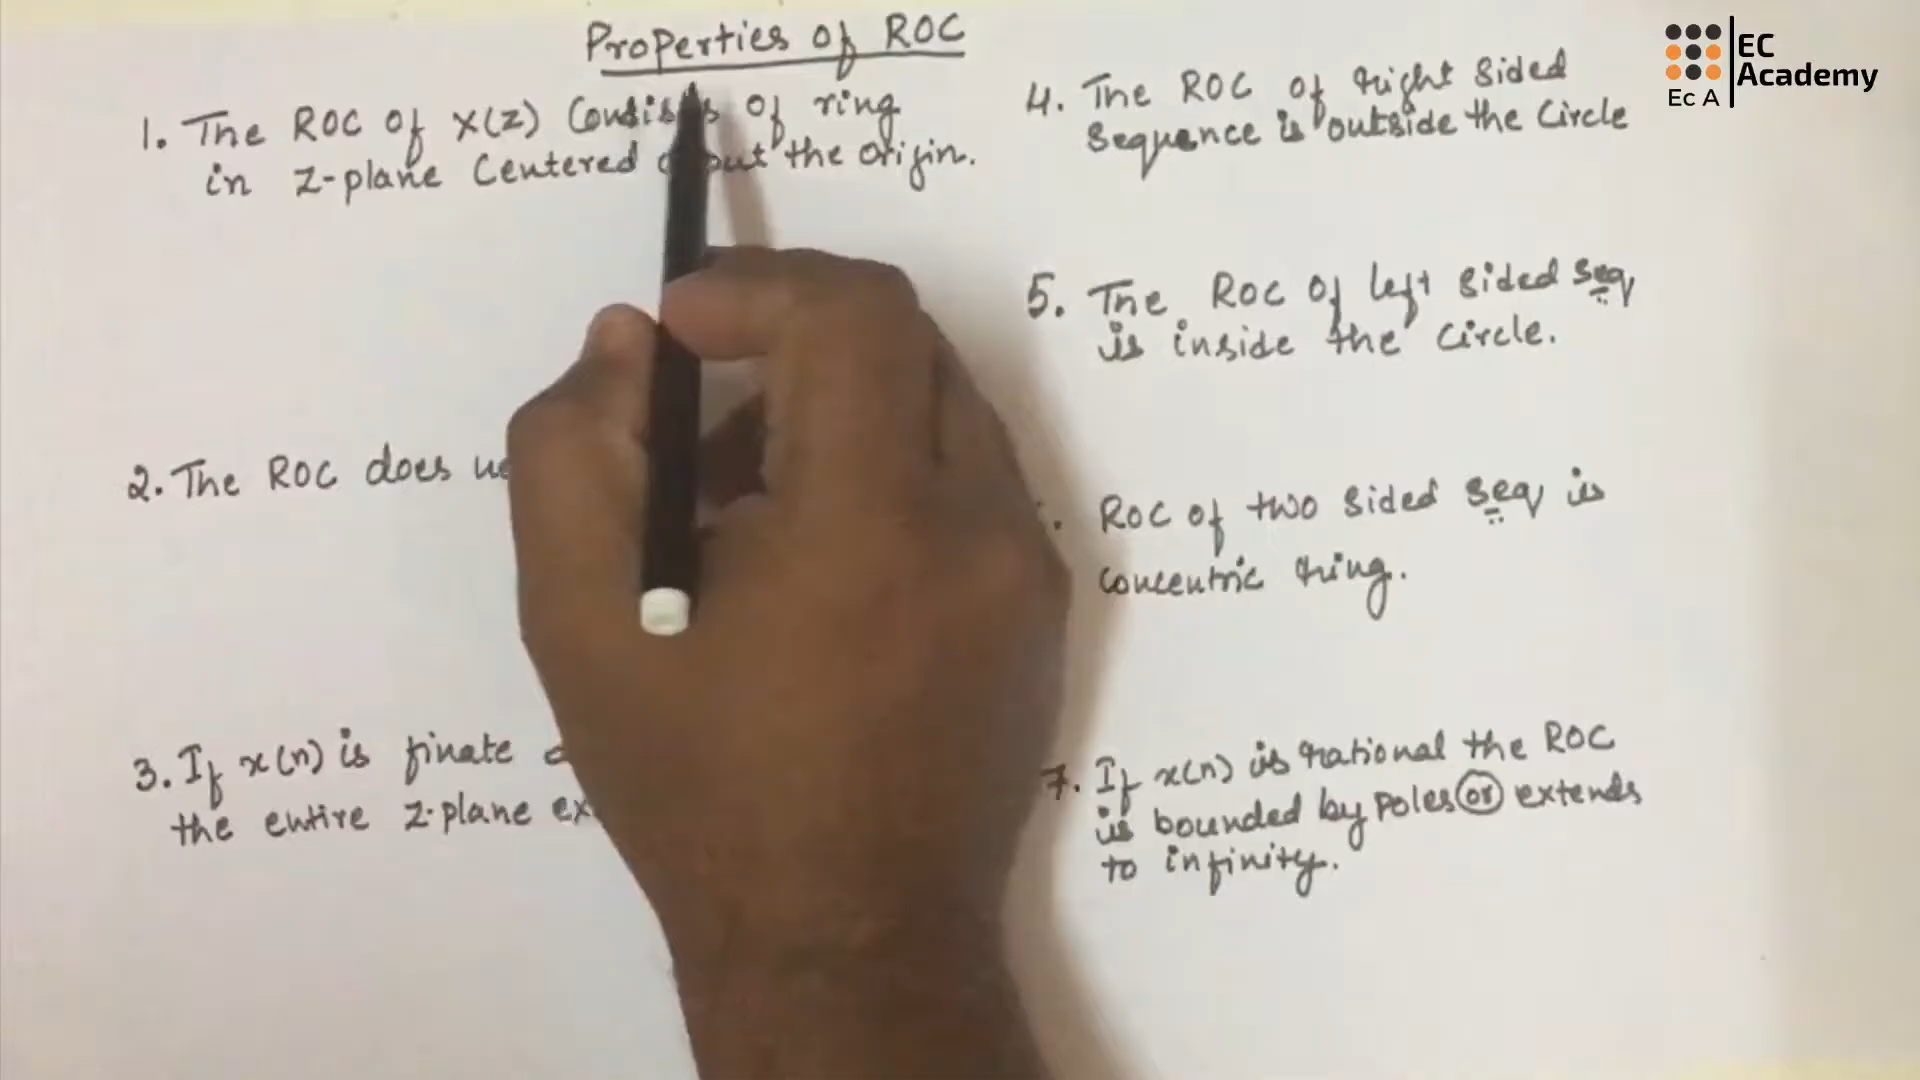 Properties of ROC
1. The ROC of X(Z) Consists of ring
in Z-plane Centered about the origin.
2. The ROC does
3. If x(n) is finate
the entire Z-plane
4. The ROC of right sided
Sequence is outside the Circle
5. The ROC of left sided seq
is inside the Circle.
ROC of two sided seq is
Concentric ring.
7. If x(n) is rational the ROC
is bounded by Poles or extends
to infinity.
EC
Academy
Ec A